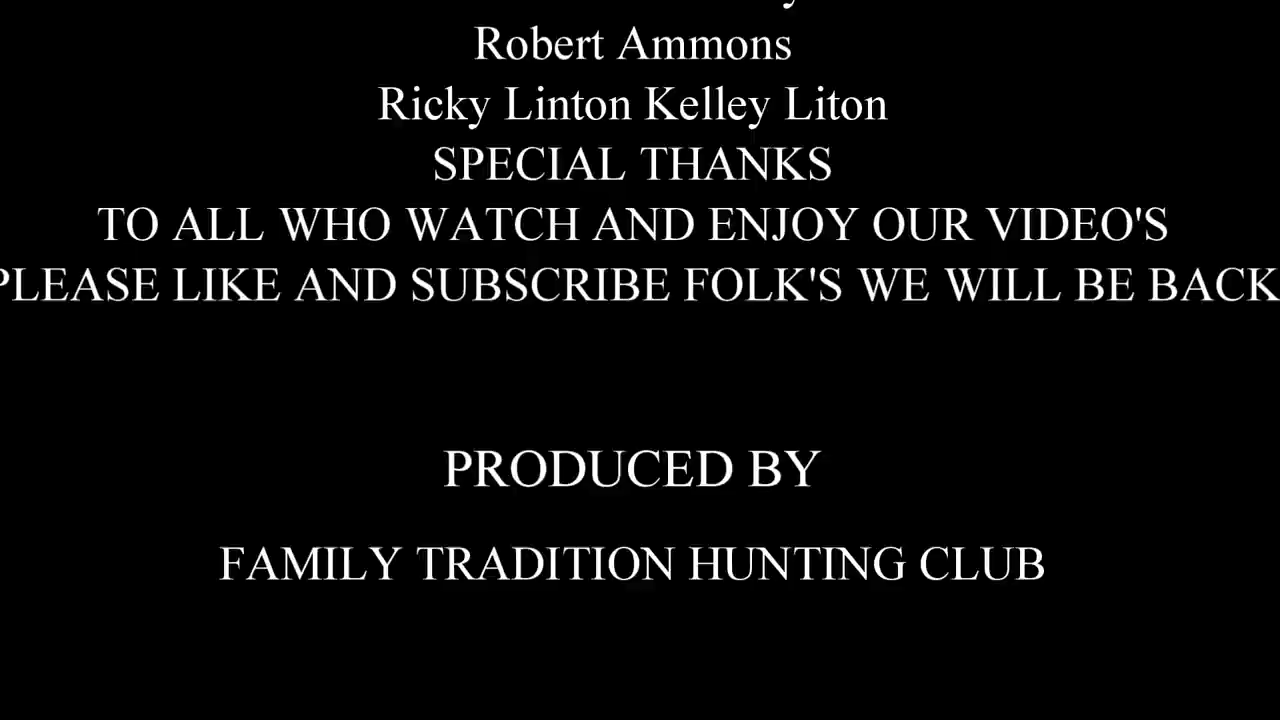 Robert Ammons
Ricky Linton Kelley Liton
SPECIAL THANKS
TO ALL WHO WATCH AND ENJOY OUR VIDEO'S
PLEASE LIKE AND SUBSCRIBE FOLK'S WE WILL BE BACK
PRODUCED BY
FAMILY TRADITION HUNTING CLUB